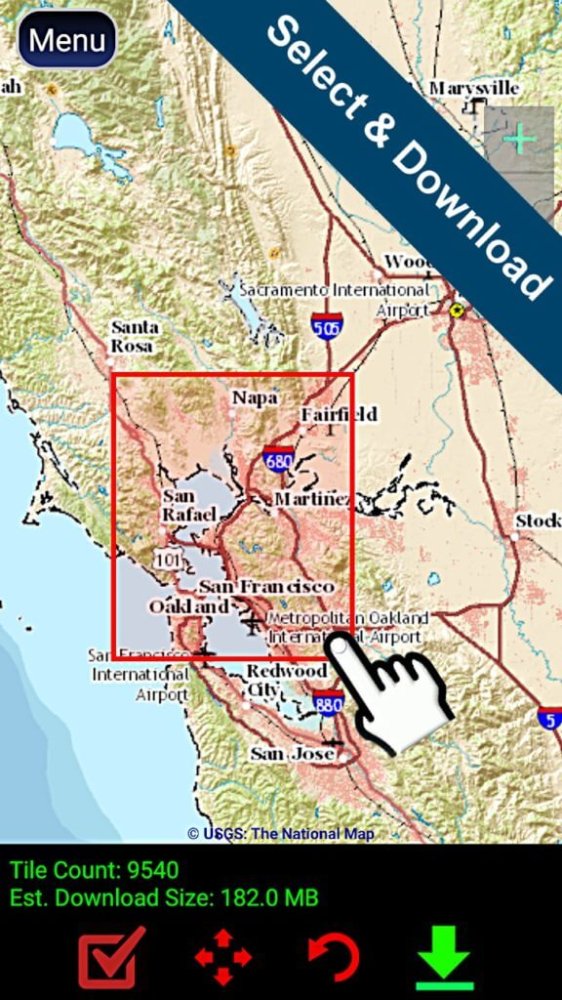 Menu
Select & Download
ah
Marysville
+
Wood
Sacramento International
Airport
505
Santa
Rosa
Napa
Fairfield
680
San
Rafael
Martinez
Stock
101
San Francisco
Oakland
Metropolitan Oakland
International Airport
San Francisco
International
Airport
Redwood
City
880
5
San Jose
© USGS: The National Map
Tile Count: 9540
Est. Download Size: 182.0 MB